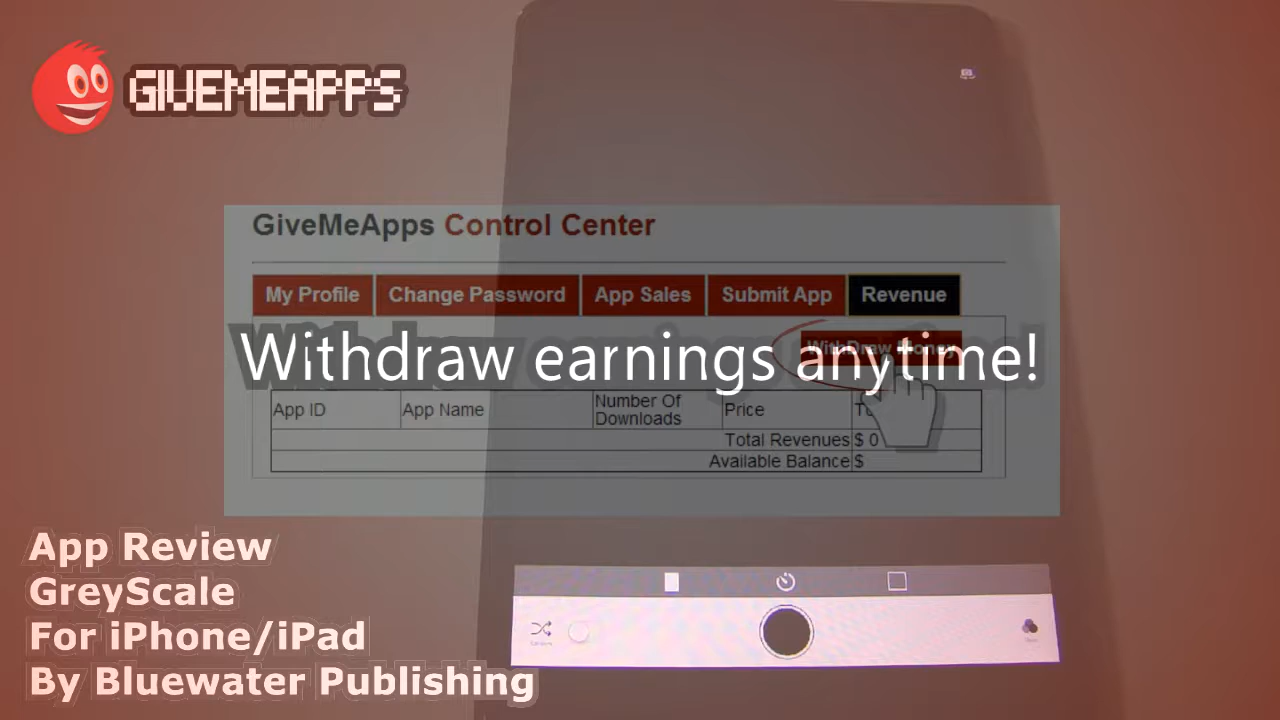 GIVEMEAPPS
GiveMeApps Control Center
My Profile Change Password App Sales Submit App Revenue
WithDraw Money
Withdraw earnings anytime!
App ID App Name Number Of Downloads Price
Total Revenues $ 0
Available Balance $
App Review
GreyScale
For iPhone/iPad
By Bluewater Publishing